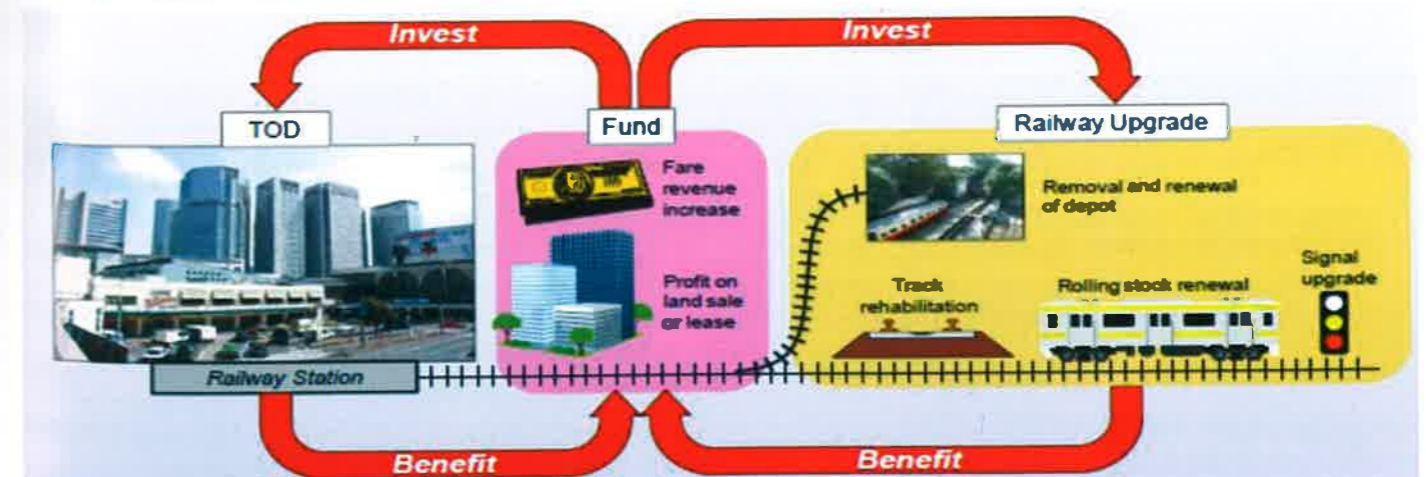 Invest
Invest
TOD
Fund
Railway Upgrade
Fare
revenue
increase
Profit on
land sale
or lease
Removal and renewal
of depot
Track
rehabilitation
Rolling stock renewal
Signal
upgrade
Railway Station
Benefit
Benefit